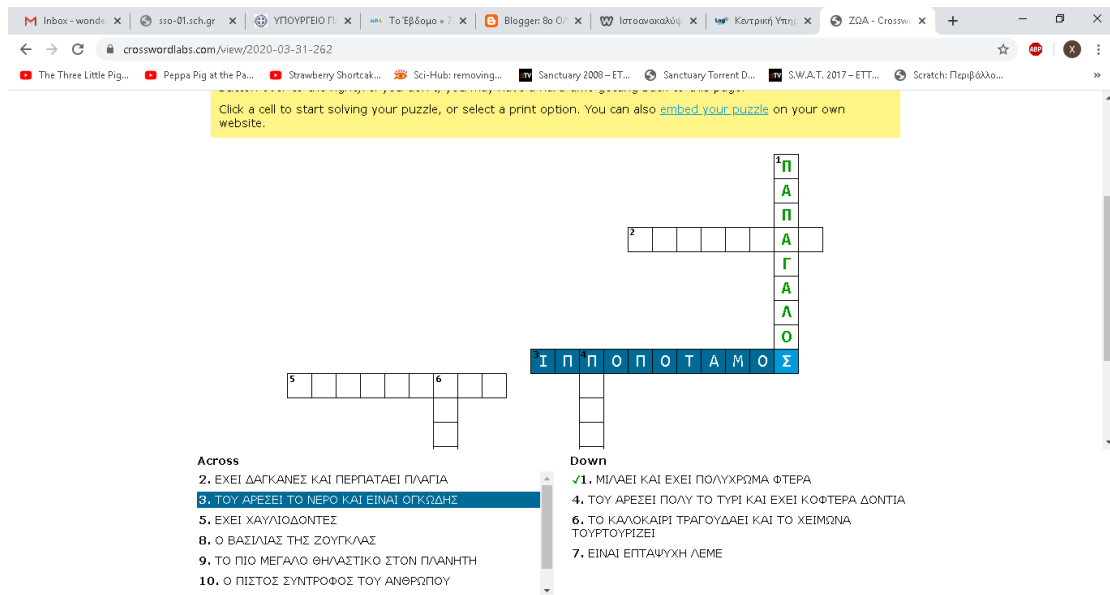 Inbox - wonde
sso-01.sch.gr
ΥΠΟΥΡΓΕΙΟ Π
Το Έβδομο » 7
Blogger: 8ο Ο
Ιστοανακαλύψ
Κεντρική Υπηρ
ΖΩΑ - Crossw
crosswordlabs.com/view/2020-03-31-262
ABP
X
The Three Little Pig...
Peppa Pig at the Pa...
Strawberry Shortcak...
Sci-Hub: removing...
Sanctuary 2008 – ET...
Sanctuary Torrent D...
S.W.A.T. 2017 – ETT...
Scratch: Περιβάλλο...
»
Click a cell to start solving your puzzle, or select a print option. You can also embed your puzzle on your own
website.
1 Π
Α
Π
2 Α
Γ
Α
Λ
Ο
3 Ι Π 4 Π Ο Π Ο Τ Α Μ Ο Σ
5 6
Across
2. ΕΧΕΙ ΔΑΓΚΑΝΕΣ ΚΑΙ ΠΕΡΠΑΤΑΕΙ ΠΛΑΓΙΑ
3. ΤΟΥ ΑΡΕΣΕΙ ΤΟ ΝΕΡΟ ΚΑΙ ΕΙΝΑΙ ΟΓΚΩΔΗΣ
5. ΕΧΕΙ ΧΑΥΛΙΟΔΟΝΤΕΣ
8. Ο ΒΑΣΙΛΙΑΣ ΤΗΣ ΖΟΥΓΚΛΑΣ
9. ΤΟ ΠΙΟ ΜΕΓΑΛΟ ΘΗΛΑΣΤΙΚΟ ΣΤΟΝ ΠΛΑΝΗΤΗ
10. Ο ΠΙΣΤΟΣ ΣΥΝΤΡΟΦΟΣ ΤΟΥ ΑΝΘΡΩΠΟΥ
Down
✓1. ΜΙΛΑΕΙ ΚΑΙ ΕΧΕΙ ΠΟΛΥΧΡΩΜΑ ΦΤΕΡΑ
4. ΤΟΥ ΑΡΕΣΕΙ ΠΟΛΥ ΤΟ ΤΥΡΙ ΚΑΙ ΕΧΕΙ ΚΟΦΤΕΡΑ ΔΟΝΤΙΑ
6. ΤΟ ΚΑΛΟΚΑΙΡΙ ΤΡΑΓΟΥΔΑΕΙ ΚΑΙ ΤΟ ΧΕΙΜΩΝΑ
ΤΟΥΡΤΟΥΡΙΖΕΙ
7. ΕΙΝΑΙ ΕΠΤΑΨΥΧΗ ΛΕΜΕ